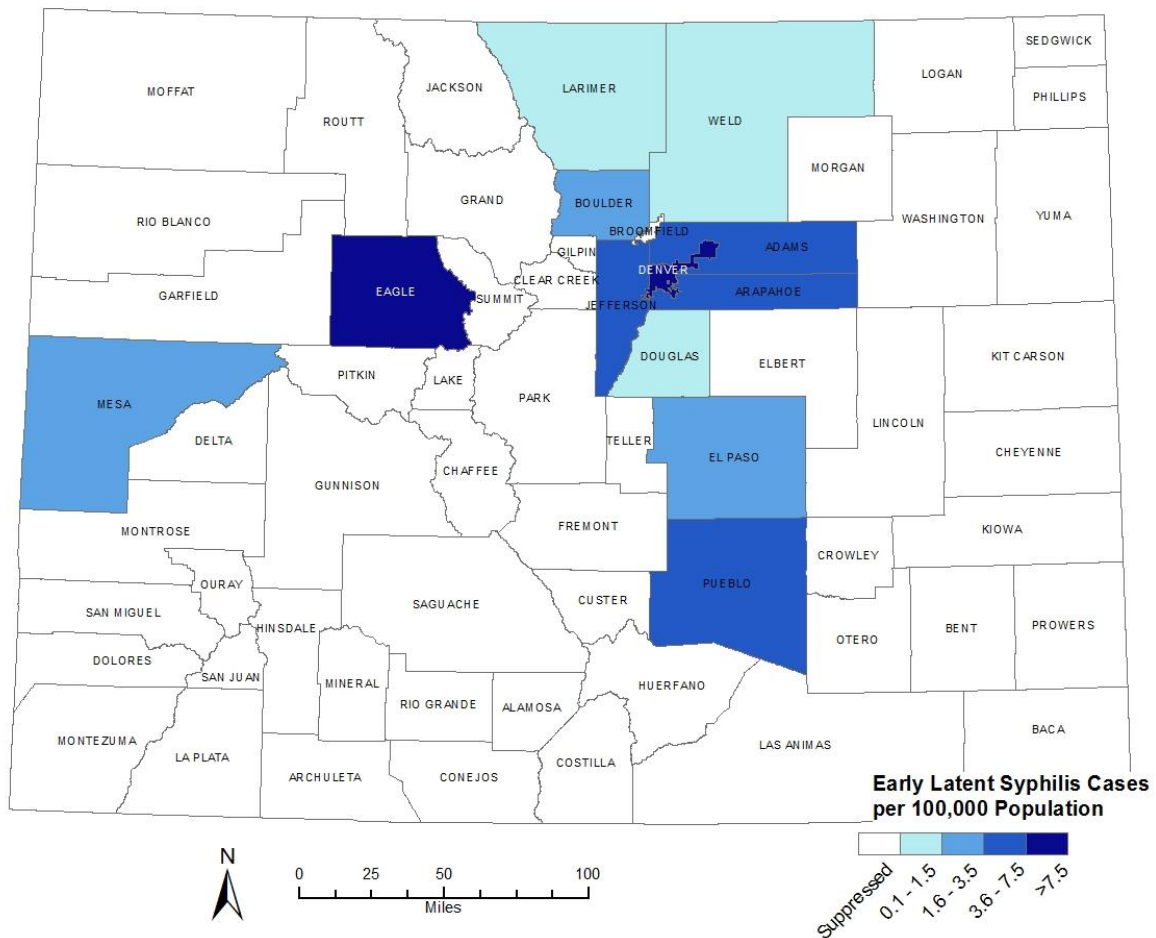 SEDGWICK
LOGAN
JACKSON
LARIMER
MOFFAT
PHILLIPS
ROUTT
WELD
MORGAN
GRAND
BOULDER
RIO BLANCO
WASHINGTON
YUMA
BROOMFIELD
ADAMS
GILPIN
DENVER
CLEAR CREEK
EAGLE
ARAPAHOE
GARFIELD
SUMMIT
JEFFERSON
DOUGLAS
KIT CARSON
ELBERT
PITKIN
LAKE
PARK
MESA
LINCOLN
DELTA
TELLER
CHEYENNE
EL PASO
CHAFFEE
GUNNISON
FREMONT
KIOWA
MONTROSE
CROWLEY
OURAY
PUEBLO
CUSTER
SAGUACHE
SAN MIGUEL
HINSDALE
BENT
PROWERS
OTERO
DOLORES
SAN JUAN
MINERAL
HUERFANO
RIO GRANDE
ALAMOSA
BACA
MONTEZUMA
LAS ANIMAS
LA PLATA
COSTILLA
ARCHULETA
CONEJOS
Early Latent Syphilis Cases
per 100,000 Population
Suppressed
0.1 - 1.5
1.6 - 3.5
3.6 - 7.5
>7.5
N
0 25 50 100
Miles